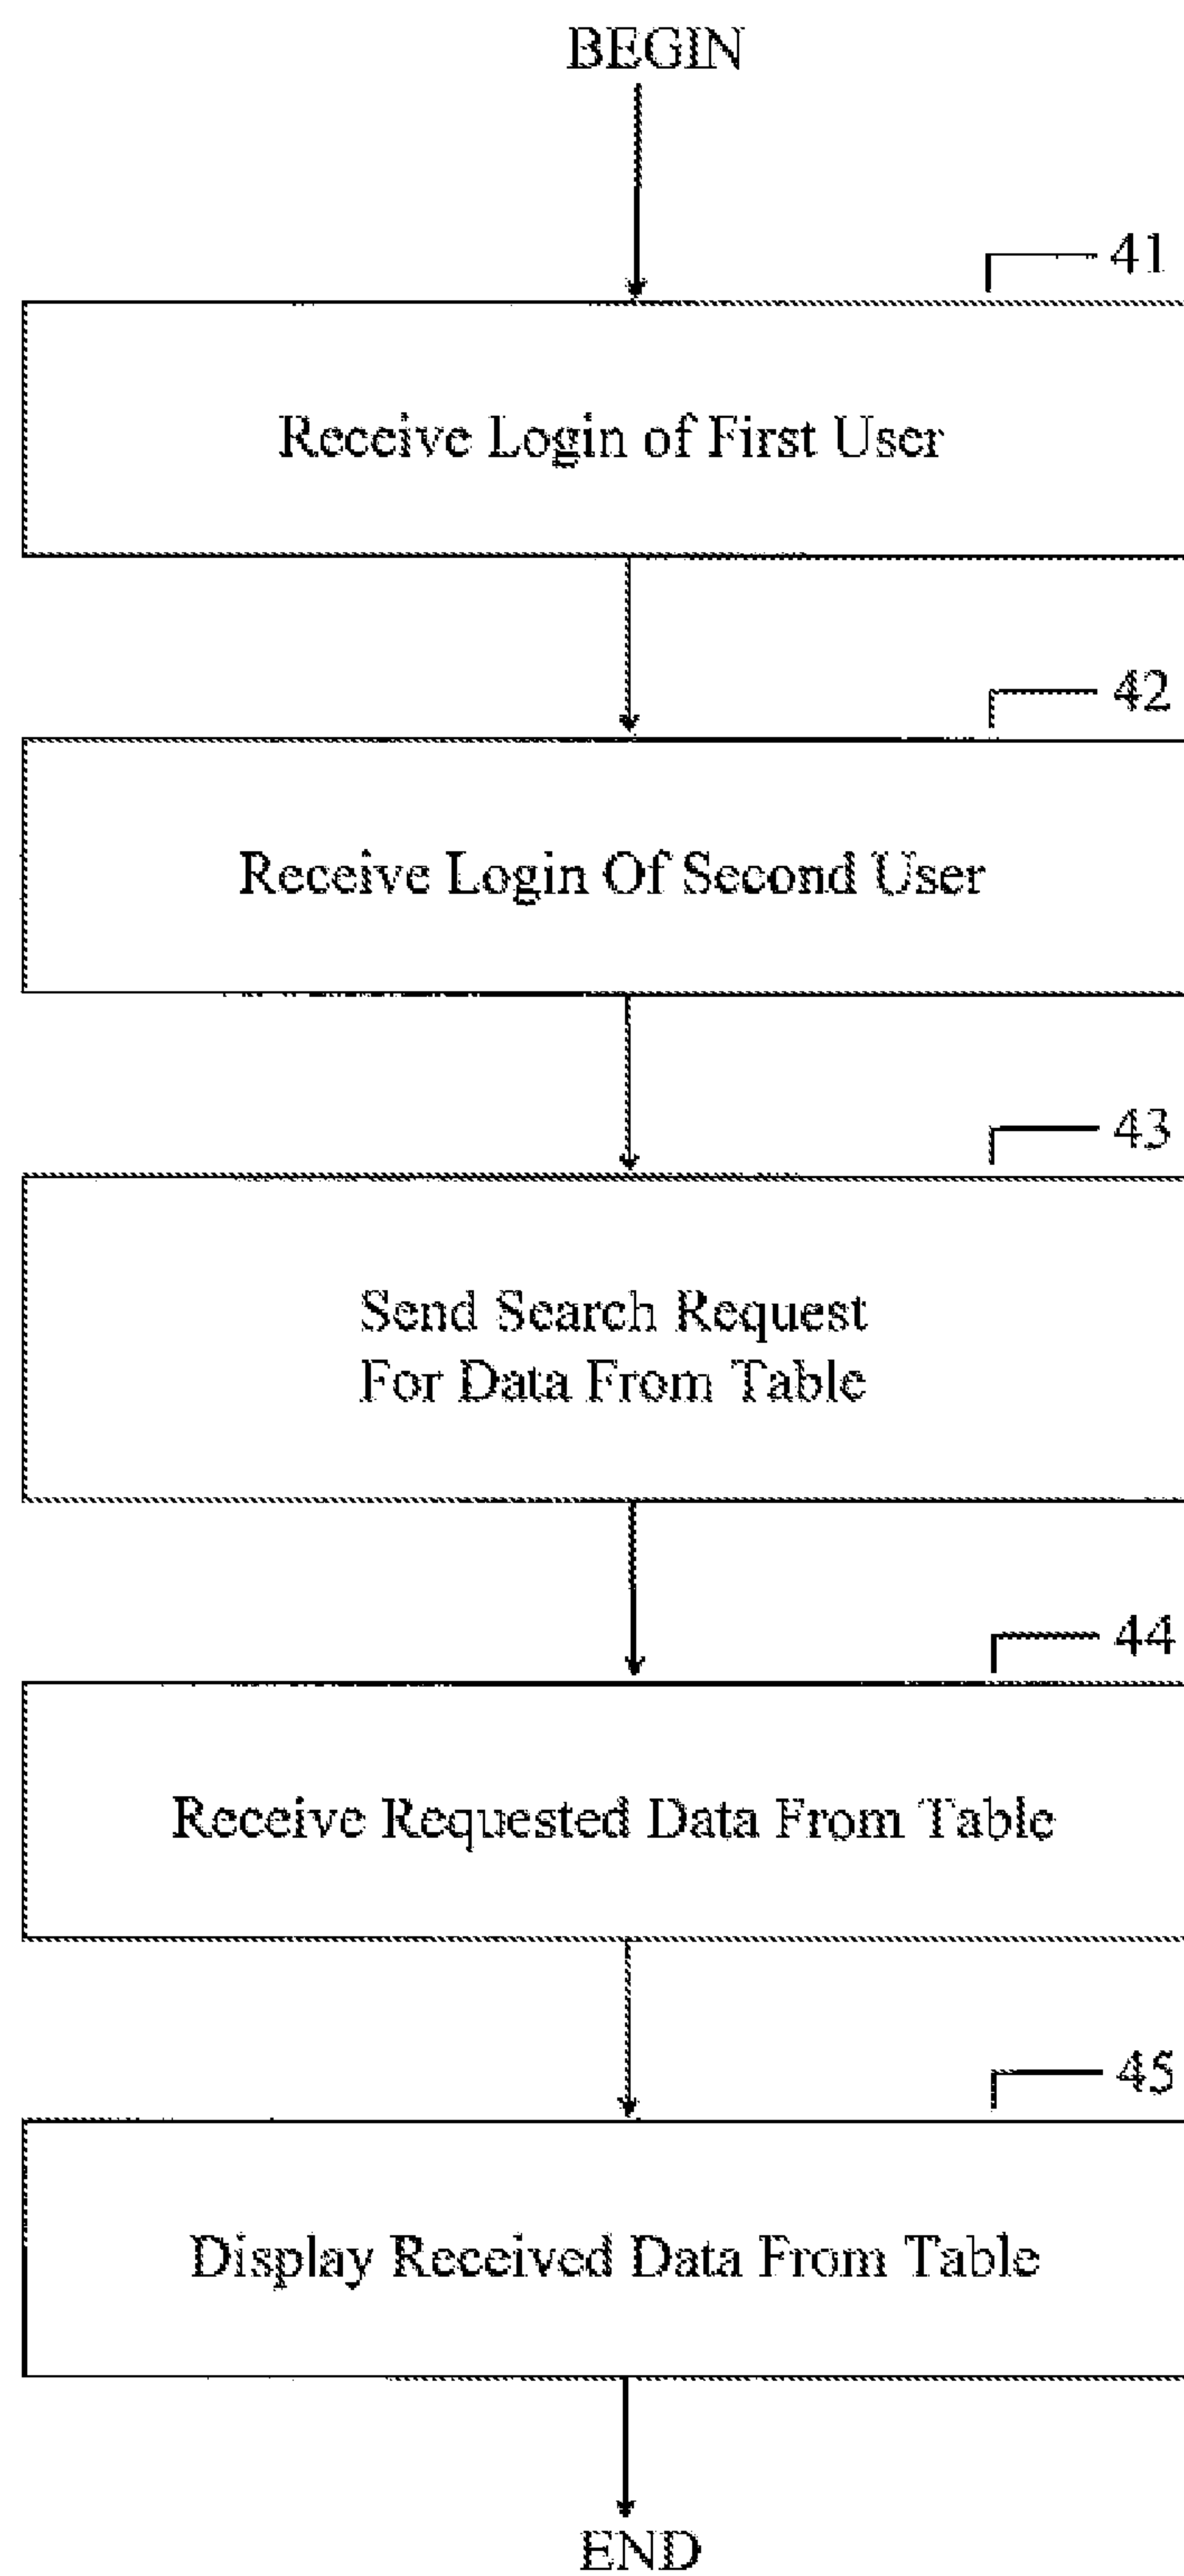 BEGIN
41
Receive Login of First User
42
Receive Login Of Second User
43
Send Search Request
For Data From Table
44
Receive Requested Data From Table
45
Display Received Data From Table
END